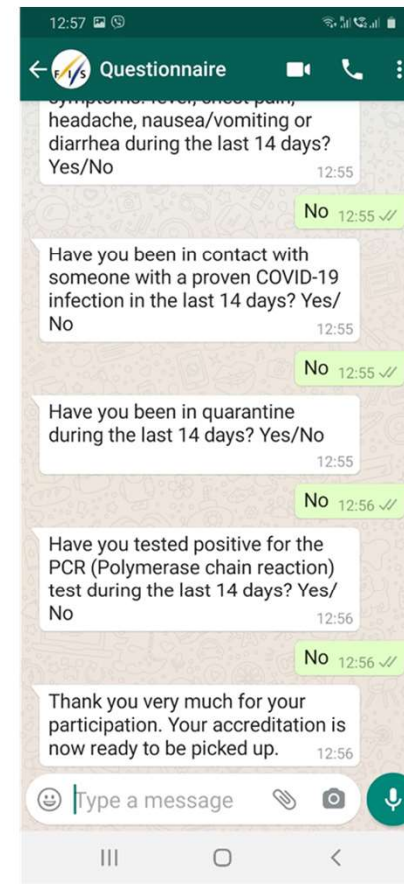 12:57
F/I/S
Questionnaire
headache, nausea/vomiting or
diarrhea during the last 14 days?
Yes/No
12:55
No 12:55
Have you been in contact with
someone with a proven COVID-19
infection in the last 14 days? Yes/
No
12:55
No 12:55
Have you been in quarantine
during the last 14 days? Yes/No
12:55
No 12:56
Have you tested positive for the
PCR (Polymerase chain reaction)
test during the last 14 days? Yes/
No
12:56
No 12:56
Thank you very much for your
participation. Your accreditation is
now ready to be picked up.
12:56
Type a message